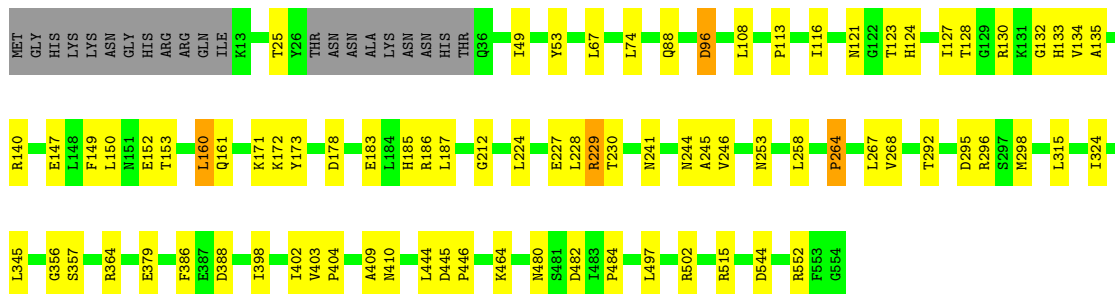 MET GLY HIS LYS LYS ASN GLY HIS ARG ARG GLN ILE K13 T25 Y26 THR ASN ASN ALA LYS ASN ASN HIS THR Q36 I49 Y53 L67 L74 Q88 D96 L108 P113 I116 N121 G122 T123 H124 I127 T128 G129 R130 K131 G132 H133 V134 A135
R140 E147 L148 F149 L150 N151 E152 T153 L160 Q161 K171 K172 Y173 D178 E183 L184 H185 R186 L187 G212 L224 E227 L228 R229 T230 N241 N244 A245 V246 N253 L258 P264 L267 V268 T292 D295 R296 S297 M298 L315 I324
L345 G356 S357 R364 E379 F386 E387 D388 I398 I402 V403 P404 A409 N410 L444 D445 P446 K464 N480 S481 D482 I483 P484 L497 R502 R515 D544 R552 F553 G554